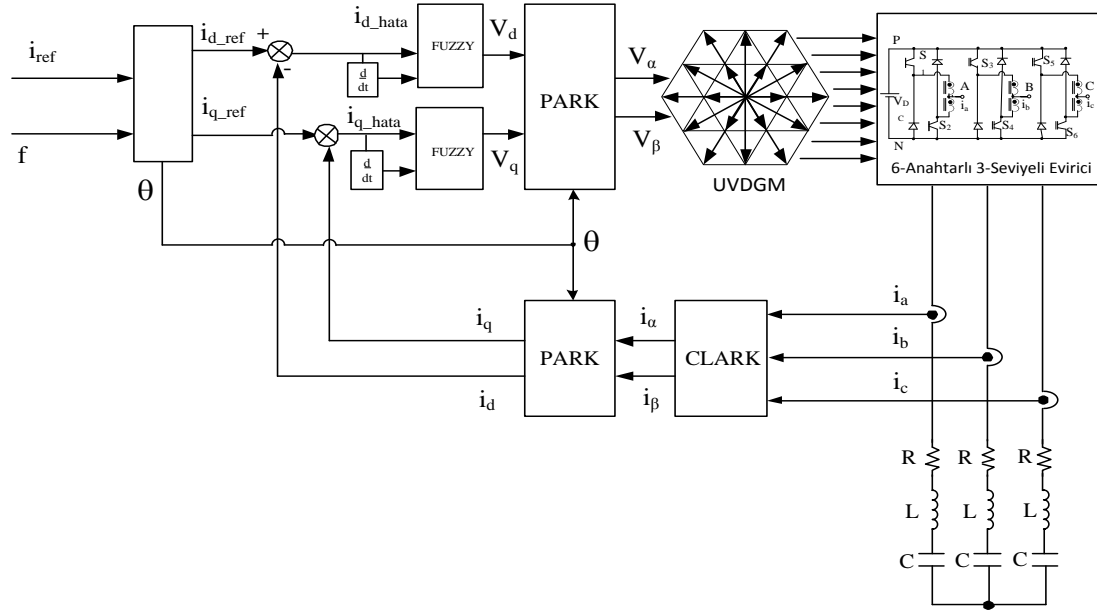 i_ref
f
θ
i_d_ref
+
-
i_q_ref
i_d_hata
d
dt
FUZZY
V_d
i_q_hata
d
dt
FUZZY
V_q
PARK
V_α
V_β
θ
UVDGM
P
S
1
V_D
C
N
S_2
A
i_a
S_3
S_4
B
i_b
S_5
S_6
C
i_c
6-Anahtarlı 3-Seviyeli Evirici
i_q
i_d
PARK
i_α
i_β
CLARK
i_a
i_b
i_c
R R R
L L L
C C C